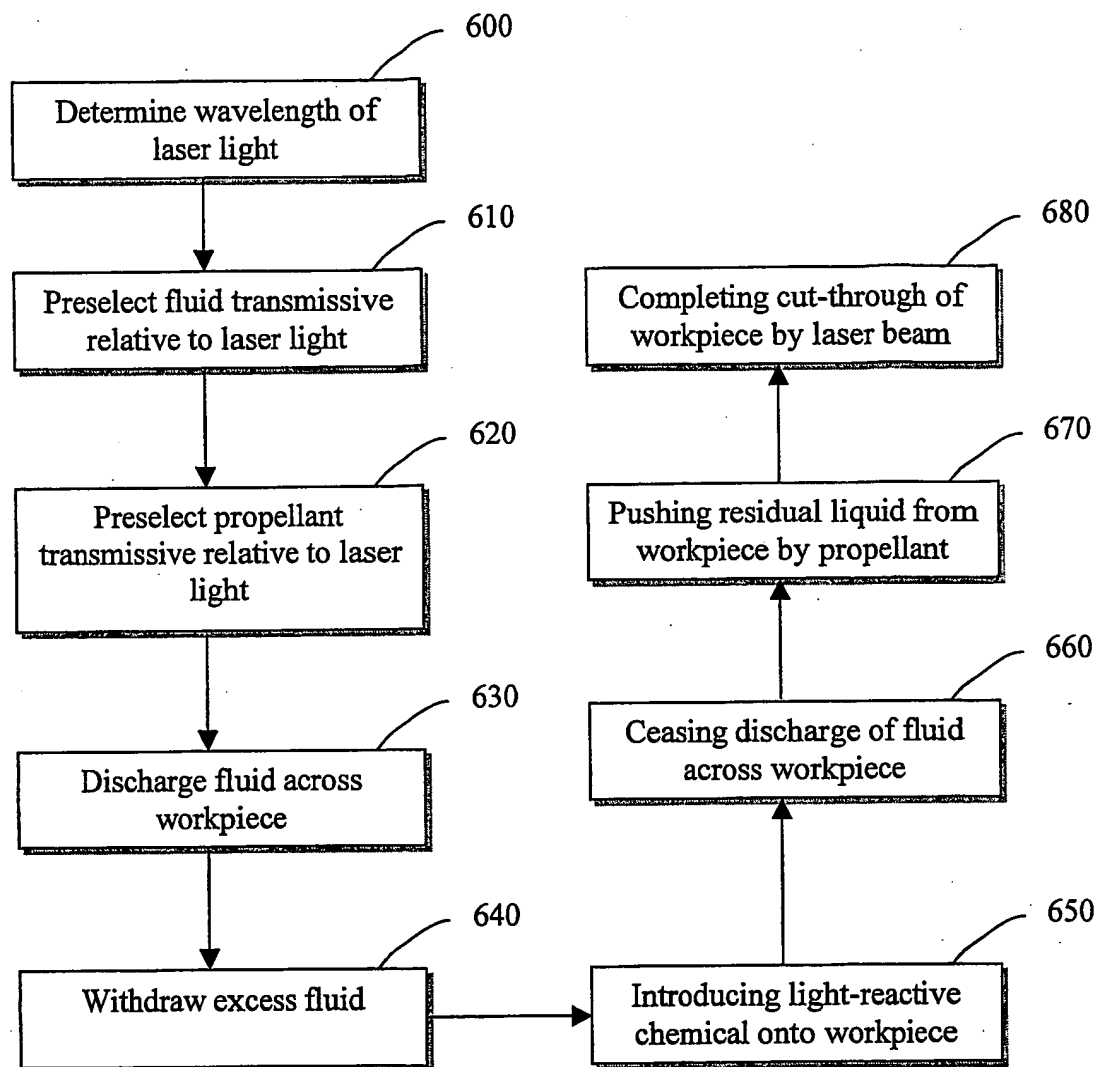 600
Determine wavelength of
laser light
610
Preselect fluid transmissive
relative to laser light
620
Preselect propellant
transmissive relative to laser
light
630
Discharge fluid across
workpiece
640
Withdraw excess fluid
650
Introducing light-reactive
chemical onto workpiece
660
Ceasing discharge of fluid
across workpiece
670
Pushing residual liquid from
workpiece by propellant
680
Completing cut-through of
workpiece by laser beam